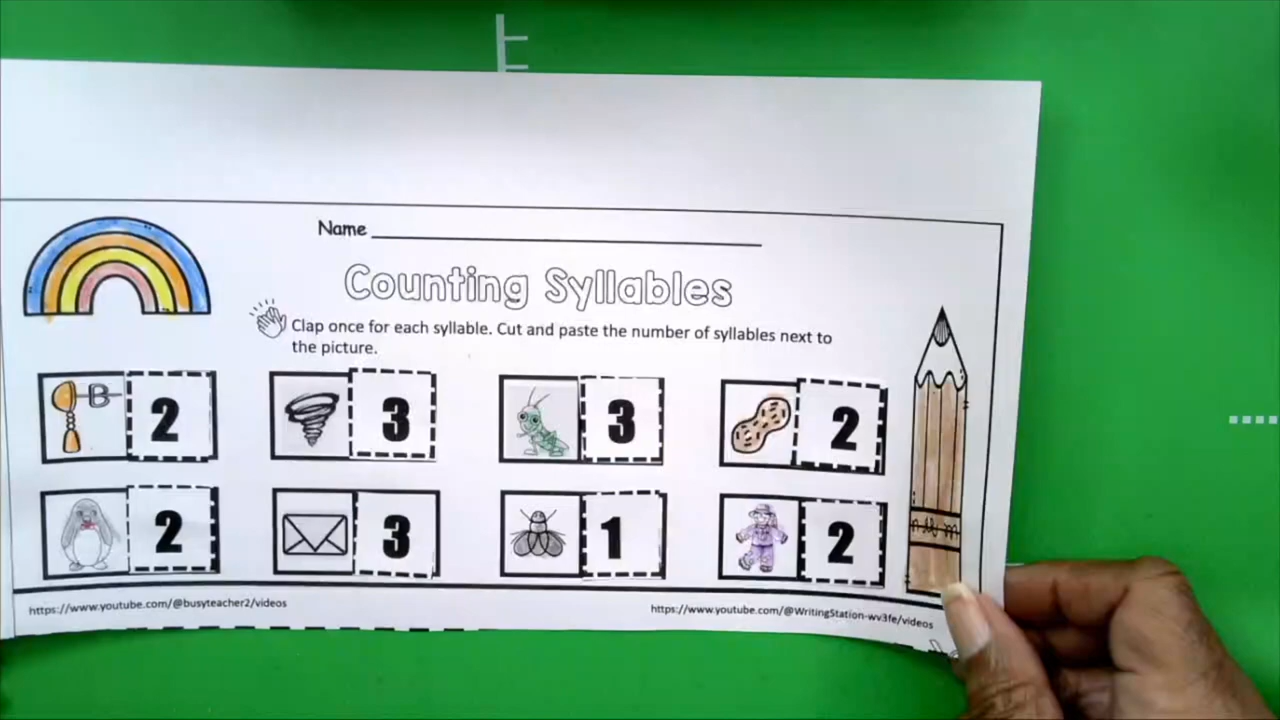 Name
Counting Syllables
Clap once for each syllable. Cut and paste the number of syllables next to
the picture.
B 2 3 3 2
2 3 1 2
https://www.youtube.com/@busyteacher2/videos
https://www.youtube.com/@WritingStation-wv3fe/videos